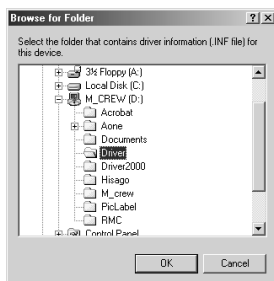 Browse for Folder
Select the folder that contains driver information (.INF file) for
this device.
3½ Floppy (A:)
Local Disk (C:)
M_CREW (D:)
Acrobat
Aone
Documents
Driver
Driver2000
Hisago
M_crew
PicLabel
RMC
Control Panel
OK
Cancel